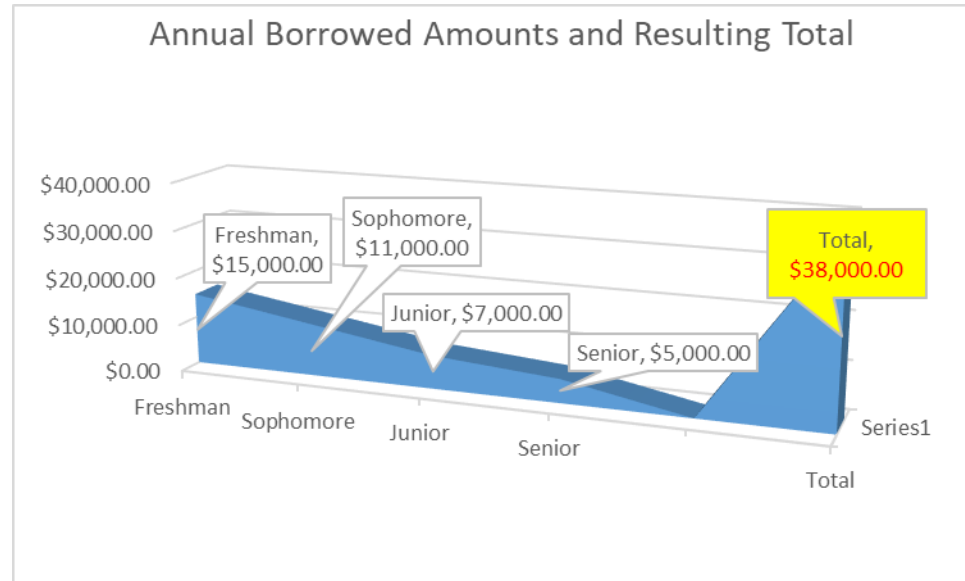 Annual Borrowed Amounts and Resulting Total
$40,000.00
$30,000.00
$20,000.00
$10,000.00
$0.00
Freshman,
$15,000.00
Sophomore,
$11,000.00
Junior, $7,000.00
Senior, $5,000.00
Total,
$38,000.00
Freshman
Sophomore
Junior
Senior
Total
Series1